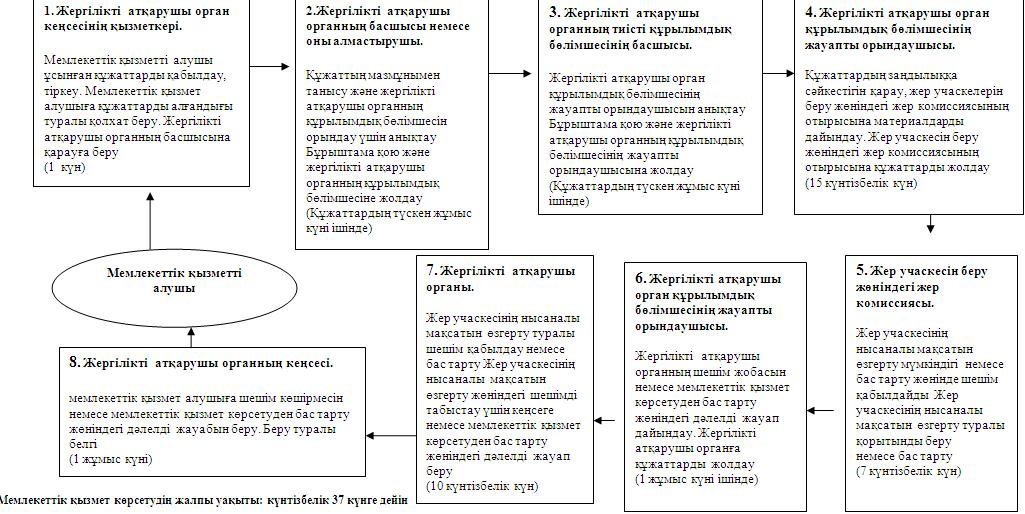 1. Жергілікті атқарушы орган
кеңсесінің қызметкері.
Мемлекеттік қызметті алушы
ұсынған құжаттарды қабылдау,
тіркеу. Мемлекеттік қызмет
алушыға құжаттарды алғандығы
туралы қолхат беру. Жергілікті
атқарушы органның басшысына
қарауға беру
(1 күн)
2.Жергілікті атқарушы
органның басшысы немесе
оны алмастырушы.
Құжаттың мазмұнымен
танысу және жергілікті
атқарушы органның
құрылымдық бөлімшесін
орындау үшін анықтау
Бұрыштама қою және
жергілікті атқарушы
органның құрылымдық
бөлімшесіне жолдау
(Құжаттардың түскен жұмыс
күні ішінде)
3. Жергілікті атқарушы
органның тиісті құрылымдық
бөлімшесінің басшысы.
Жергілікті атқарушы орган
құрылымдық бөлімшесінің
жауапты орындаушысын анықтау
Бұрыштама қою және жергілікті
атқарушы органның құрылымдық
бөлімшесінің жауапты
орындаушысына жолдау
(Құжаттардың түскен жұмыс күні
ішінде)
4. Жергілікті атқарушы орган
құрылымдық бөлімшесінің
жауапты орындаушысы.
Құжаттардың заңдылыққа
сәйкестігін қарау, жер учаскелерін
беру жөніндегі жер комиссиясының
отырысына материалдарды
дайындау. Жер учаскесін беру
жөніндегі жер комиссиясының
отырысына құжаттарды жолдау
(15 күнтізбелік күн)
5. Жер учаскесін беру
жөніндегі жер
комиссиясы.
Жер учаскесінің
нысаналы мақсатын
өзгерту мүмкіндігі немесе
бас тарту жөнінде шешім
қабылдайды Жер
учаскесінің нысаналы
мақсатын өзгерту туралы
қорытынды беру
немесе бас тарту
(7 күнтізбелік күн)
6. Жергілікті атқарушы
орган құрылымдық
бөлімшесінің жауапты
орындаушысы.
Жергілікті атқарушы
органның шешім жобасын
немесе мемлекеттік қызмет
көрсетуден бас тарту
жөніндегі дәлелді жауап
дайындау. Жергілікті
атқарушы органға
құжаттарды жолдау
(1 жұмыс күні ішінде)
7. Жергілікті атқарушы
органы.
Жер учаскесінің нысаналы
мақсатын өзгерту туралы
шешім қабылдау немесе
бас тарту Жер учаскесінің
нысаналы мақсатын
өзгерту жөніндегі шешімді
табыстау үшін кеңсеге
немесе мемлекеттік қызмет
көрсетуден бас тарту
жөніндегі дәлелді жауап
беру
(10 күнтізбелік күн)
8. Жергілікті атқарушы органның кеңсесі.
мемлекеттік қызмет алушыға шешім көшірмесін
немесе мемлекеттік қызмет көрсетуден бас тарту
жөніндегі дәлелді жауабын беру. Беру туралы
белгі
(1 жұмыс күні)
Мемлекеттік қызметті
алушы
Мемлекеттік қызмет көрсетудің жалпы уақыты: күнтізбелік 37 күнге дейін